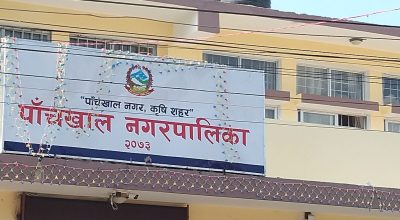 "पाँचखाल नगर, कृषि शहर"
पाँचखाल नगरपालिका
२०७३